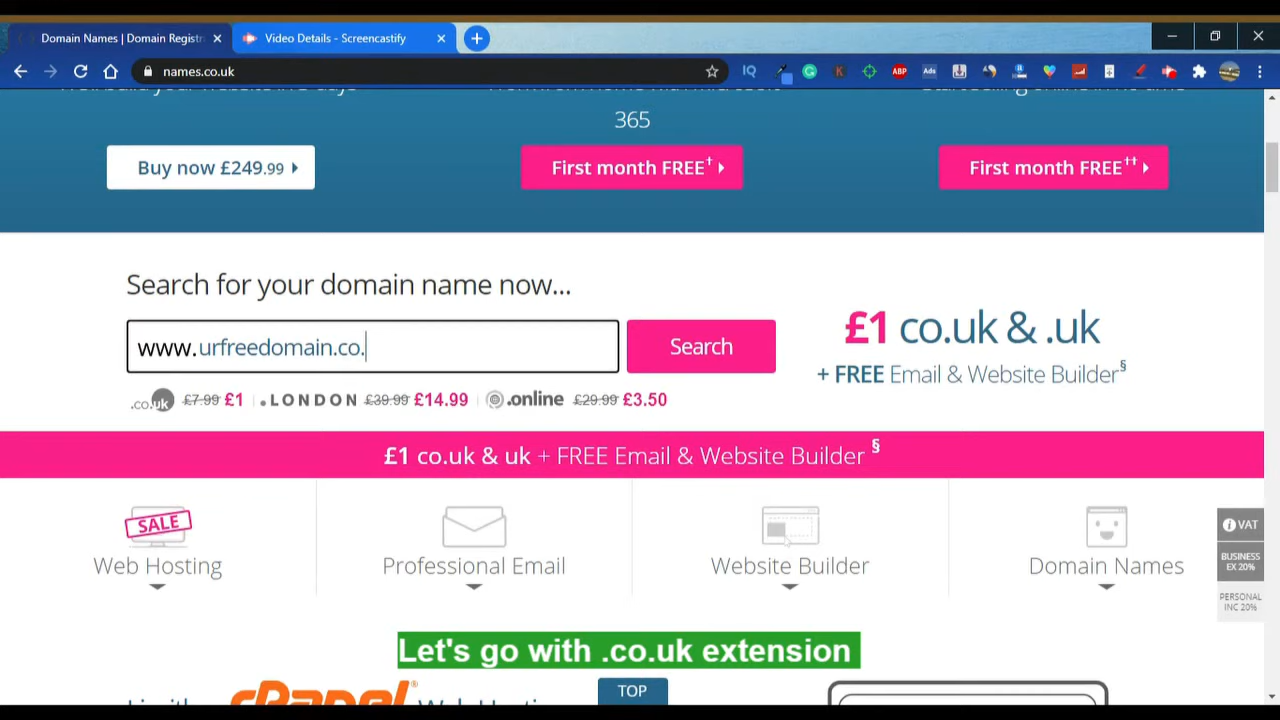 Domain Names | Domain Registr
Video Details - Screencastify
names.co.uk
IQ
K
ABP
Ads
365
Buy now £249.99
First month FREE†
First month FREE††
Search for your domain name now...
www.urfreedomain.co.
Search
£1 co.uk & .uk
+ FREE Email & Website Builder§
.co.uk £7.99 £1
.LONDON £39.99 £14.99
.online £29.99 £3.50
£1 co.uk & uk + FREE Email & Website Builder §
SALE
Web Hosting
Professional Email
Website Builder
Domain Names
i VAT
BUSINESS
EX 20%
PERSONAL
INC 20%
Let's go with .co.uk extension
cPanel®
TOP